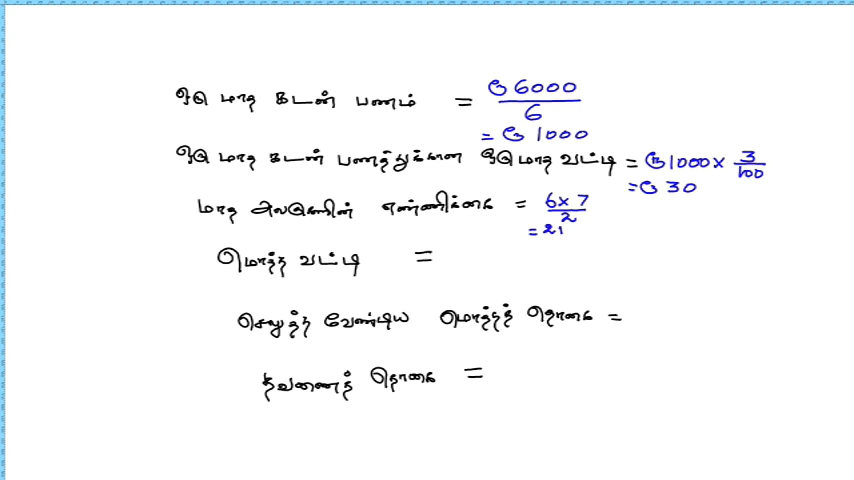 ஒரு மாத கடன் பணம் = ரூ 6000 / 6
= ரூ 1000
ஒரு மாத கடன் பணத்துக்கான ஒரு மாத வட்டி = ரூ 1000 × 3 / 100
= ரூ 30
மாத அலகுகளின் எண்ணிக்கை = 6 × 7 / 2
= 21
மொத்த வட்டி =
செலுத்த வேண்டிய மொத்தத் தொகை =
தவணைத் தொகை =